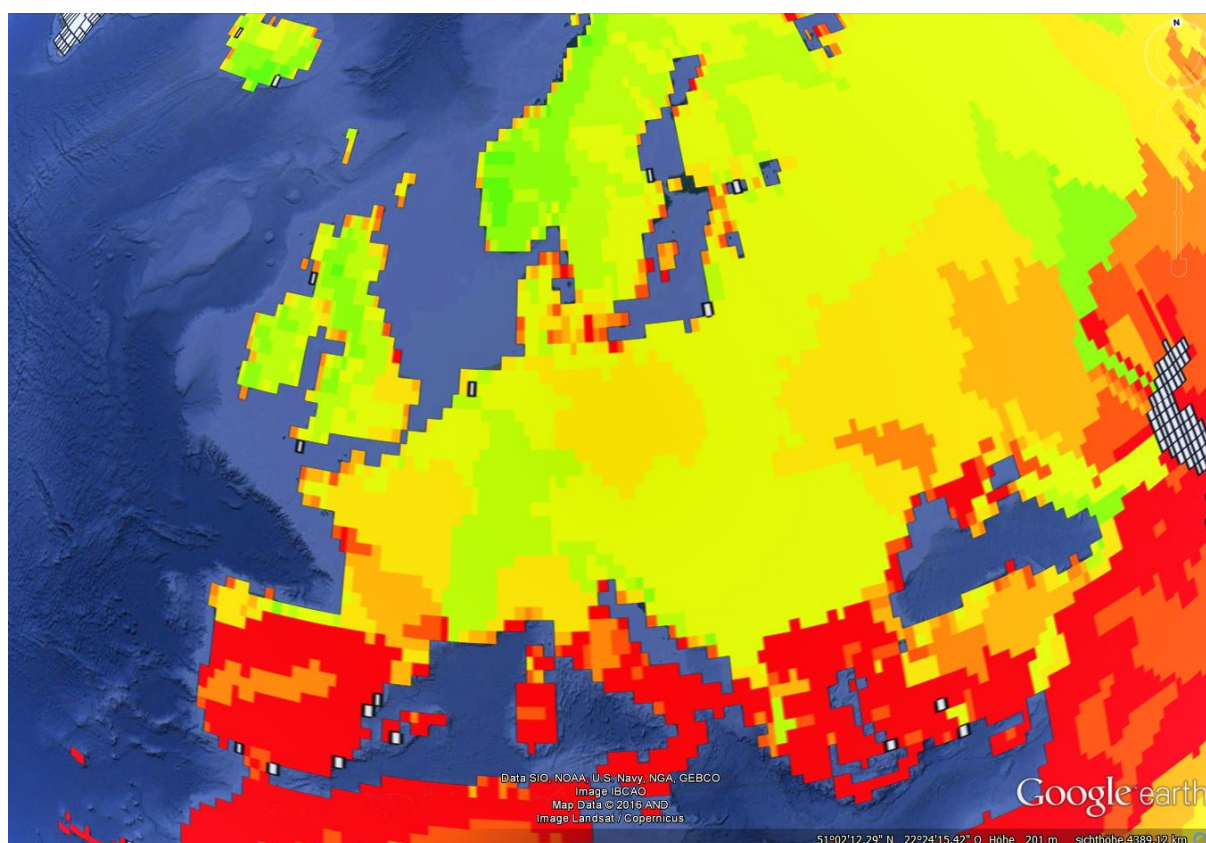 N
Data SIO, NOAA, U.S. Navy, NGA, GEBCO
Image IBCAO
Map Data © 2016 AND
Image Landsat / Copernicus
Google earth
51°02'12.29" N 22°24'15.42" O Höhe 201 m sichthöhe 4389.12 km